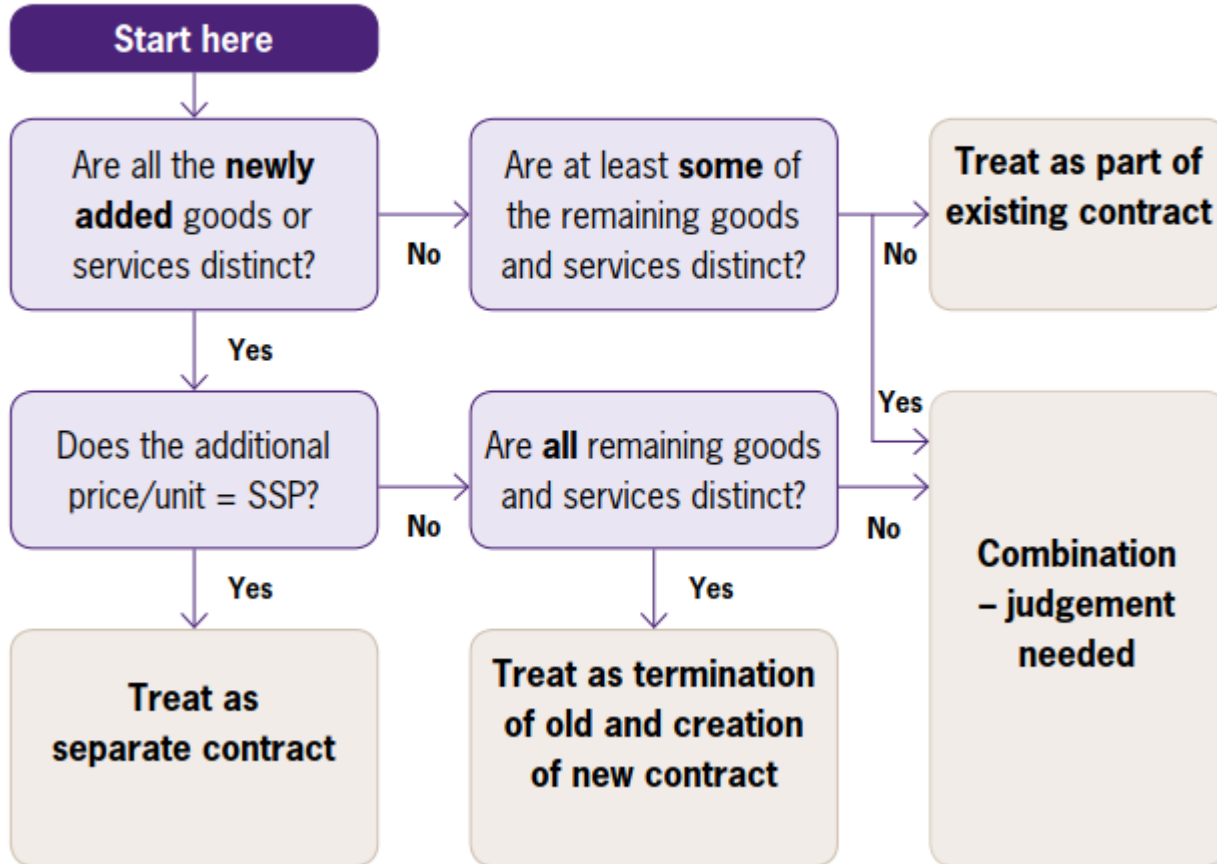 Start here
Are all the newly
added goods or
services distinct?
No
Are at least some of
the remaining goods
and services distinct?
No
Treat as part of
existing contract
Yes
Yes
Does the additional
price/unit = SSP?
No
Are all remaining goods
and services distinct?
No
Combination
– judgement
needed
Yes
Yes
Treat as
separate contract
Treat as termination
of old and creation
of new contract